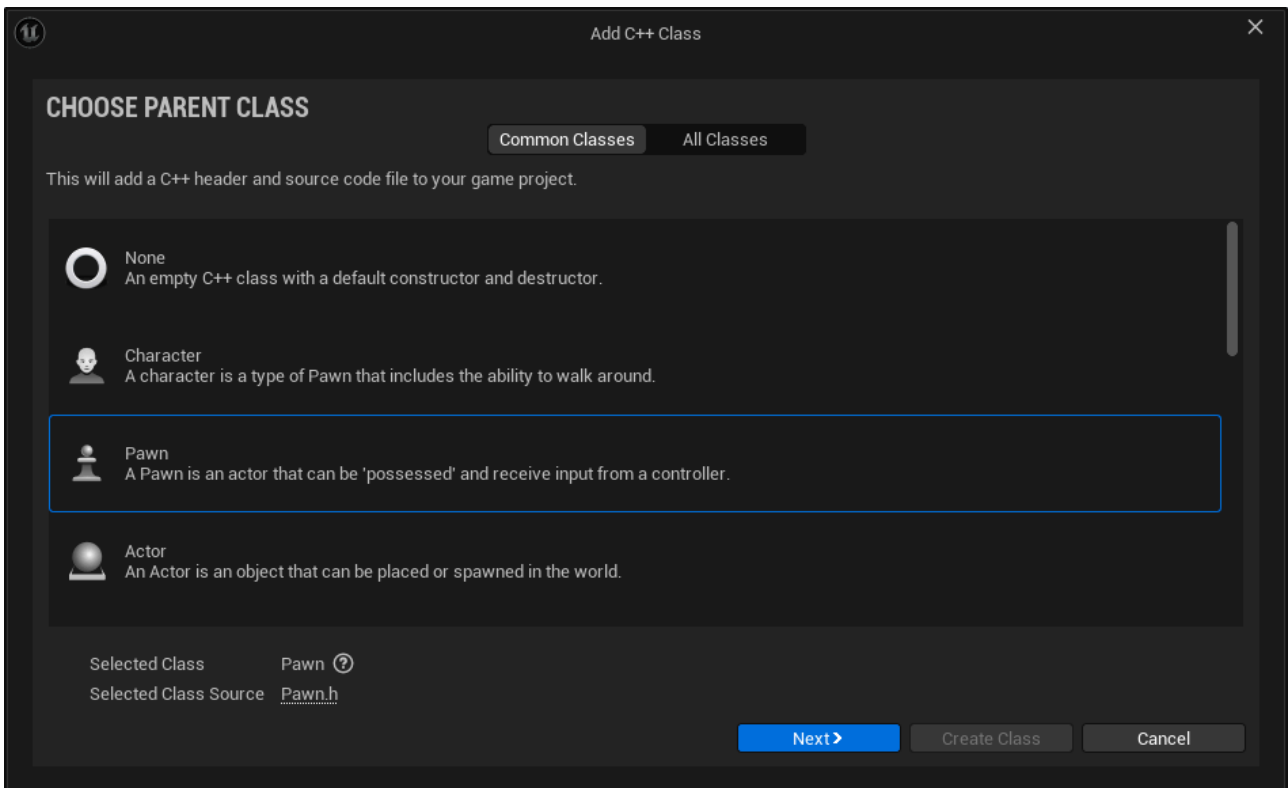 Add C++ Class
CHOOSE PARENT CLASS
Common Classes All Classes
This will add a C++ header and source code file to your game project.
None
An empty C++ class with a default constructor and destructor.
Character
A character is a type of Pawn that includes the ability to walk around.
Pawn
A Pawn is an actor that can be 'possessed' and receive input from a controller.
Actor
An Actor is an object that can be placed or spawned in the world.
Selected Class Pawn ?
Selected Class Source Pawn.h
Next Create Class Cancel